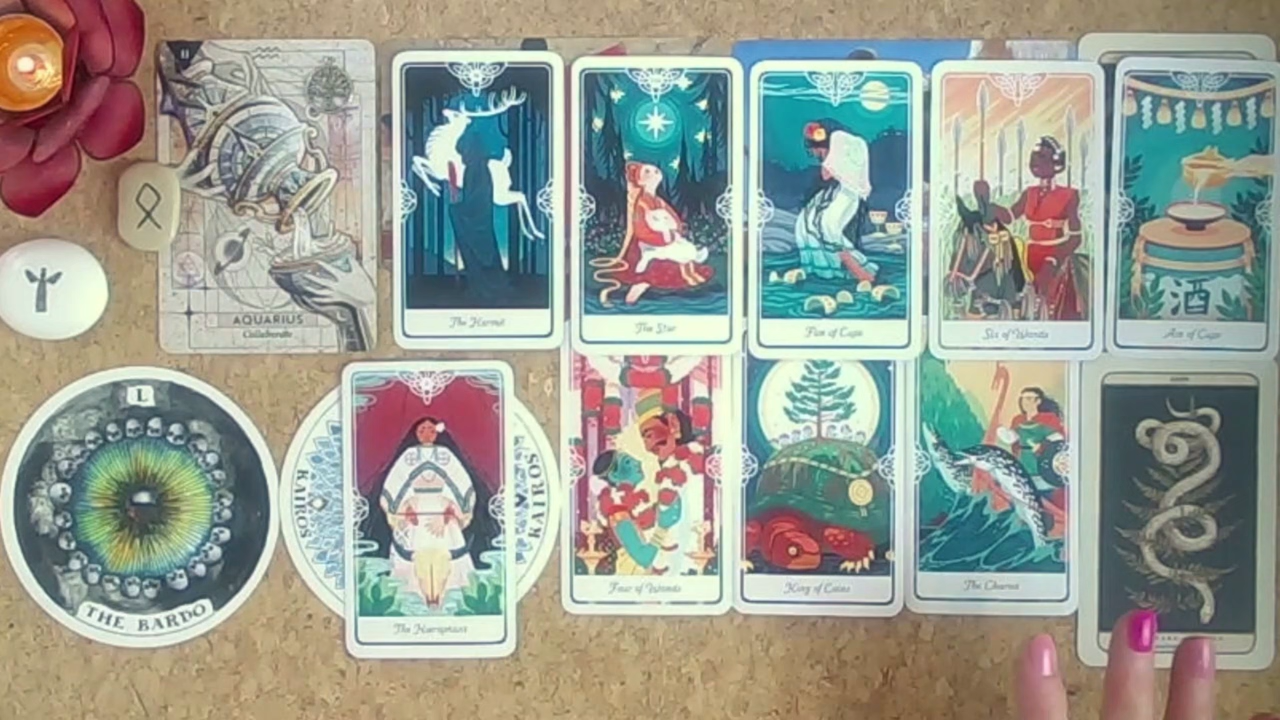 II
AQUARIUS
Collaborate
The Hermit
The Star
Five of Cups
Six of Wands
酒
Ace of Cups
I
THE BARDO
KAIROS
KAIROS
The Hierophant
Four of Wands
King of Coins
The Chariot